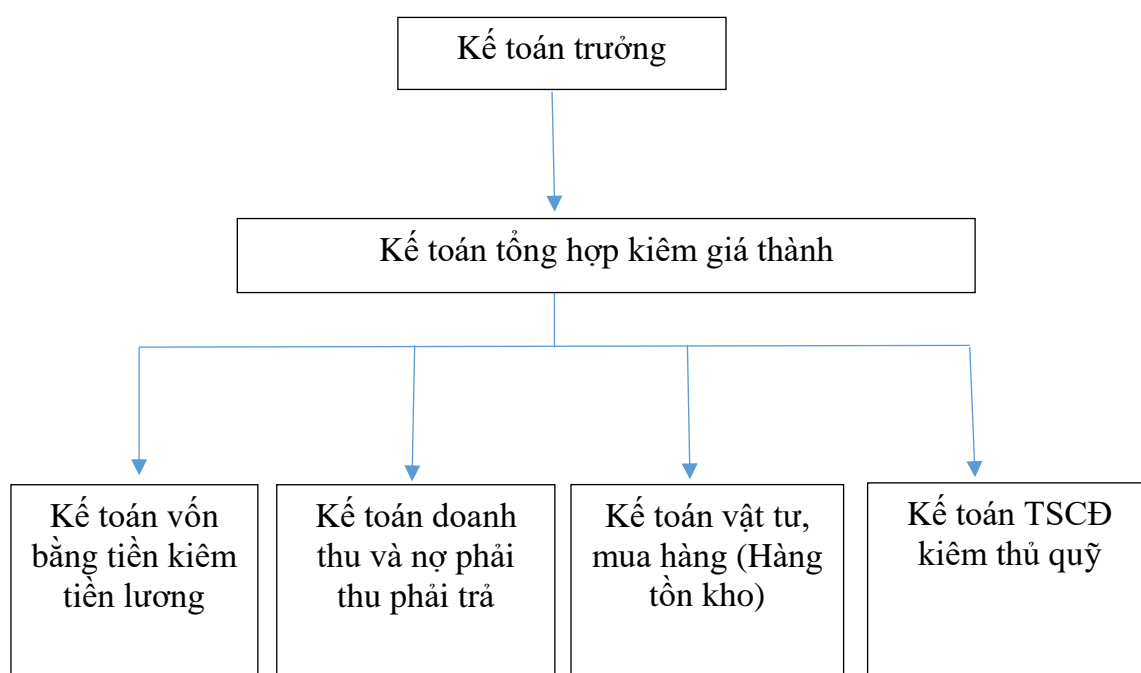 Kế toán trưởng
Kế toán tổng hợp kiêm giá thành
Kế toán vốn
bằng tiền kiêm
tiền lương
Kế toán doanh
thu và nợ phải
thu phải trả
Kế toán vật tư,
mua hàng (Hàng
tồn kho)
Kế toán TSCĐ
kiêm thủ quỹ